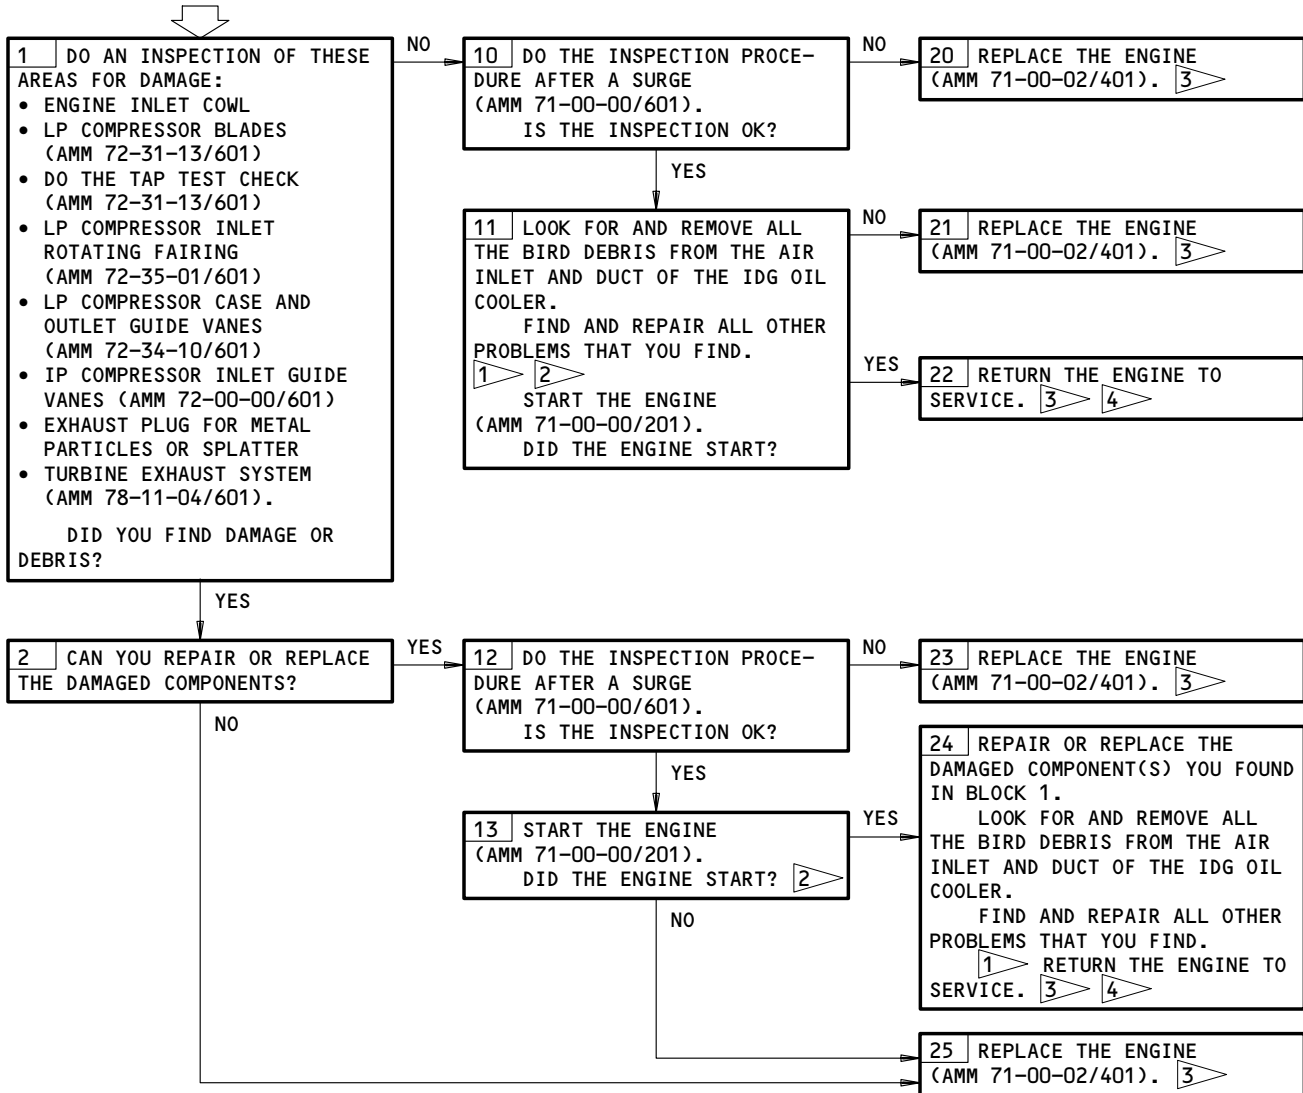 1 DO AN INSPECTION OF THESE
AREAS FOR DAMAGE:
• ENGINE INLET COWL
• LP COMPRESSOR BLADES
(AMM 72-31-13/601)
• DO THE TAP TEST CHECK
(AMM 72-31-13/601)
• LP COMPRESSOR INLET
ROTATING FAIRING
(AMM 72-35-01/601)
• LP COMPRESSOR CASE AND
OUTLET GUIDE VANES
(AMM 72-34-10/601)
• IP COMPRESSOR INLET GUIDE
VANES (AMM 72-00-00/601)
• EXHAUST PLUG FOR METAL
PARTICLES OR SPLATTER
• TURBINE EXHAUST SYSTEM
(AMM 78-11-04/601).
DID YOU FIND DAMAGE OR
DEBRIS?
NO
10 DO THE INSPECTION PROCE-
DURE AFTER A SURGE
(AMM 71-00-00/601).
IS THE INSPECTION OK?
NO
20 REPLACE THE ENGINE
(AMM 71-00-02/401). 3
YES
11 LOOK FOR AND REMOVE ALL
THE BIRD DEBRIS FROM THE AIR
INLET AND DUCT OF THE IDG OIL
COOLER.
FIND AND REPAIR ALL OTHER
PROBLEMS THAT YOU FIND.
1 2
START THE ENGINE
(AMM 71-00-00/201).
DID THE ENGINE START?
NO
21 REPLACE THE ENGINE
(AMM 71-00-02/401). 3
YES
22 RETURN THE ENGINE TO
SERVICE. 3 4
YES
2 CAN YOU REPAIR OR REPLACE
THE DAMAGED COMPONENTS?
YES
12 DO THE INSPECTION PROCE-
DURE AFTER A SURGE
(AMM 71-00-00/601).
IS THE INSPECTION OK?
NO
23 REPLACE THE ENGINE
(AMM 71-00-02/401). 3
NO
YES
13 START THE ENGINE
(AMM 71-00-00/201).
DID THE ENGINE START? 2
YES
24 REPAIR OR REPLACE THE
DAMAGED COMPONENT(S) YOU FOUND
IN BLOCK 1.
LOOK FOR AND REMOVE ALL
THE BIRD DEBRIS FROM THE AIR
INLET AND DUCT OF THE IDG OIL
COOLER.
FIND AND REPAIR ALL OTHER
PROBLEMS THAT YOU FIND.
1 RETURN THE ENGINE TO
SERVICE. 3 4
NO
25 REPLACE THE ENGINE
(AMM 71-00-02/401). 3